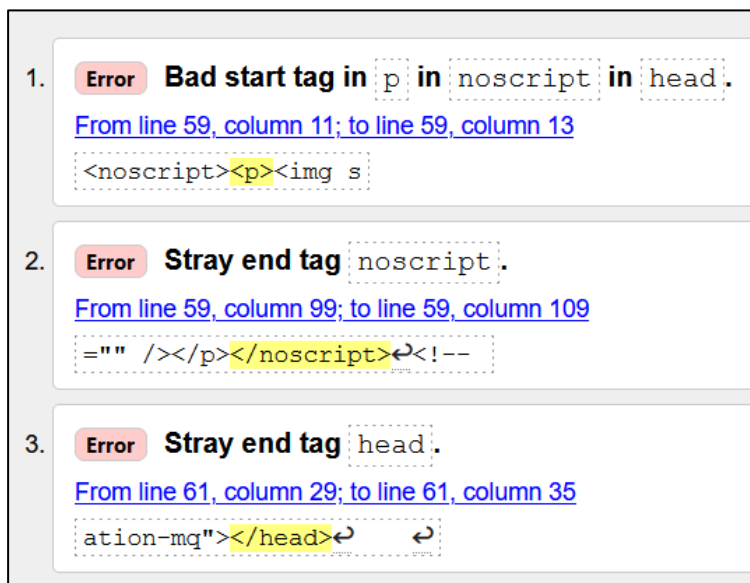 1. Error Bad start tag in p in noscript in head.
From line 59, column 11; to line 59, column 13
<noscript><p><img s
2. Error Stray end tag noscript.
From line 59, column 99; to line 59, column 109
="" /></p></noscript>↩<!--
3. Error Stray end tag head.
From line 61, column 29; to line 61, column 35
ation-mq"></head>↩    ↩